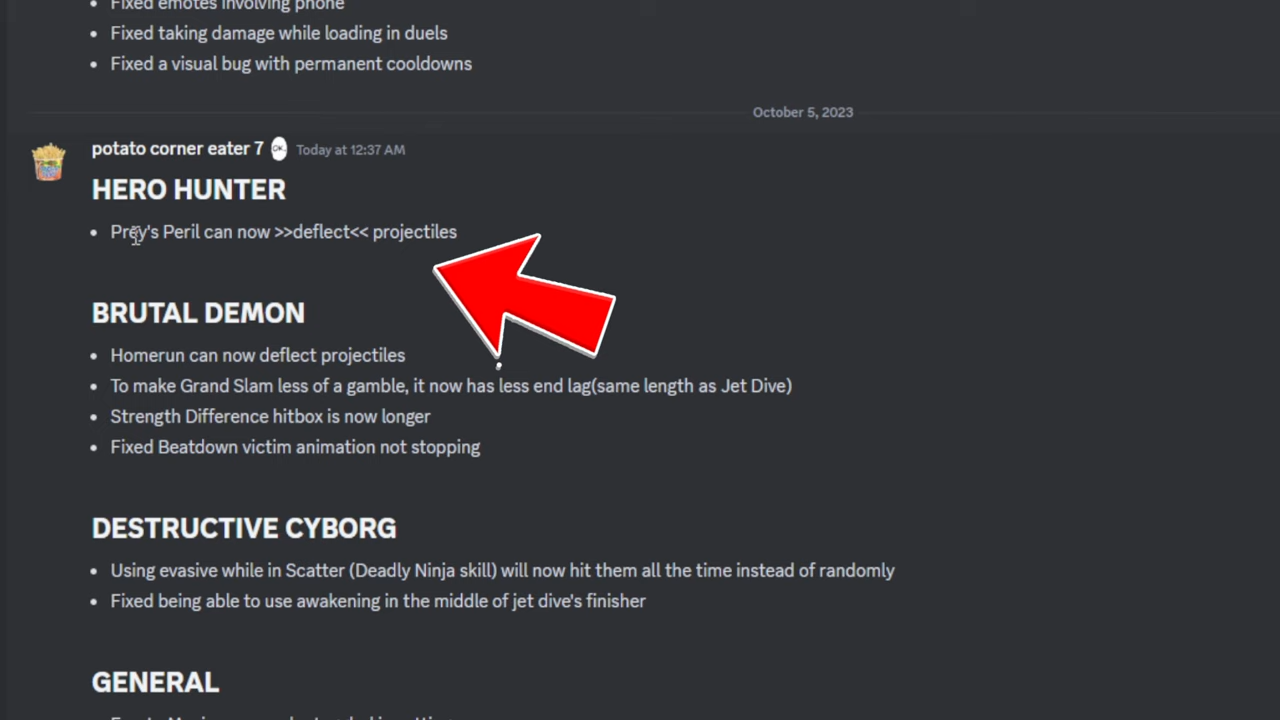 Fixed emotes involving phone
Fixed taking damage while loading in duels
Fixed a visual bug with permanent cooldowns
October 5, 2023
potato corner eater 7 OK Today at 12:37 AM
HERO HUNTER
Prey's Peril can now >>deflect<< projectiles
BRUTAL DEMON
Homerun can now deflect projectiles
To make Grand Slam less of a gamble, it now has less end lag(same length as Jet Dive)
Strength Difference hitbox is now longer
Fixed Beatdown victim animation not stopping
DESTRUCTIVE CYBORG
Using evasive while in Scatter (Deadly Ninja skill) will now hit them all the time instead of randomly
Fixed being able to use awakening in the middle of jet dive's finisher
GENERAL